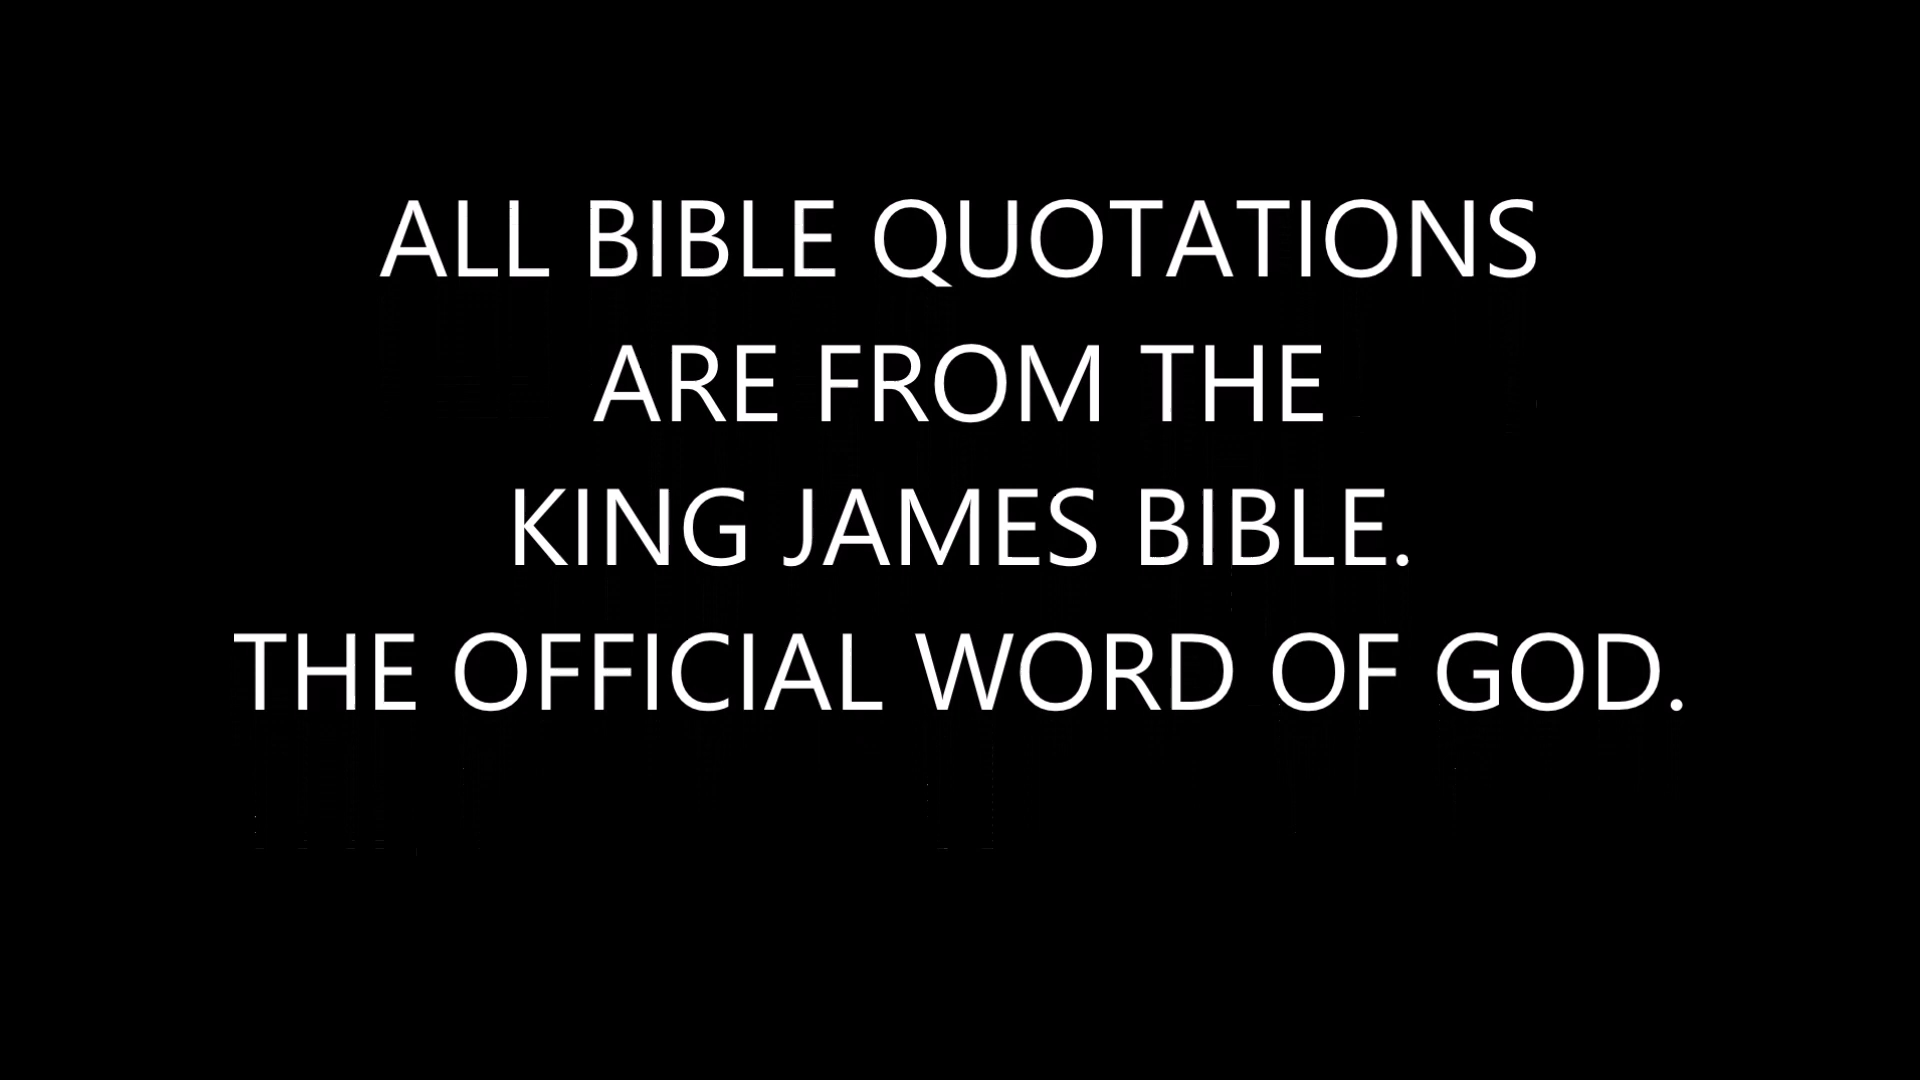 ALL BIBLE QUOTATIONS
ARE FROM THE
KING JAMES BIBLE.
THE OFFICIAL WORD OF GOD.